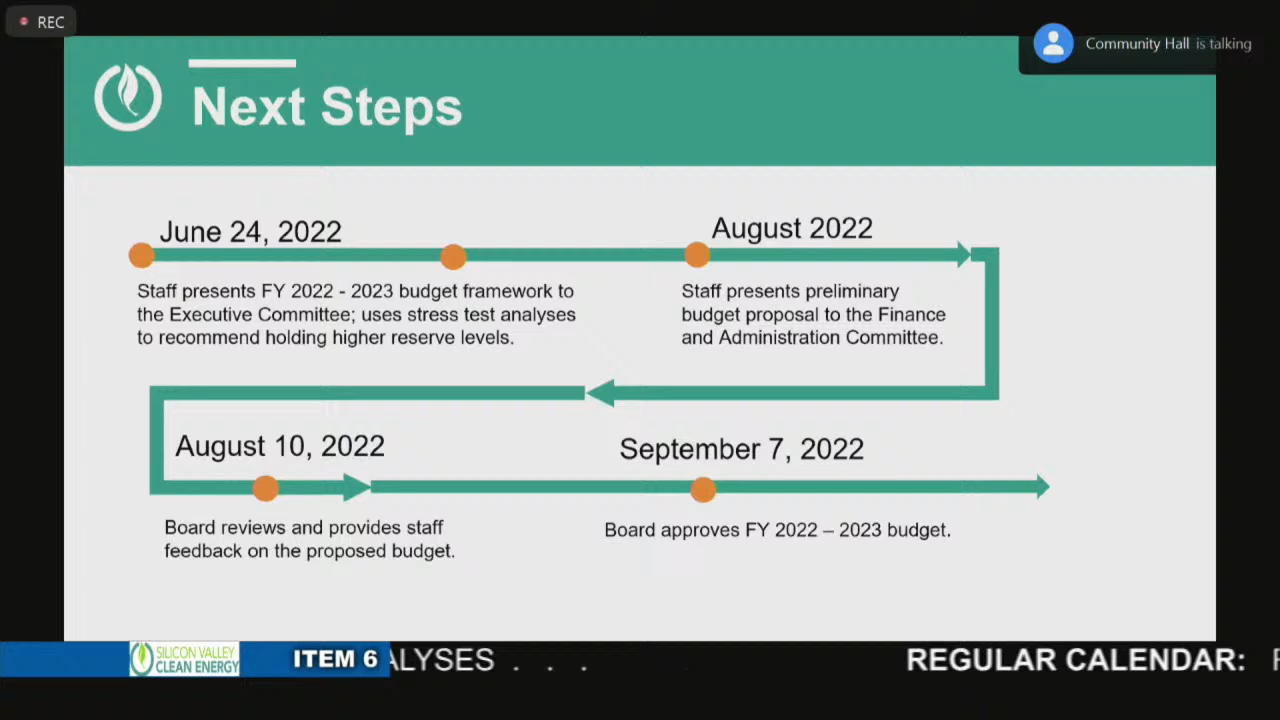 REC
Community Hall is talking
Next Steps
June 24, 2022
August 2022
Staff presents FY 2022 - 2023 budget framework to
the Executive Committee; uses stress test analyses
to recommend holding higher reserve levels.
Staff presents preliminary
budget proposal to the Finance
and Administration Committee.
August 10, 2022
September 7, 2022
Board reviews and provides staff
feedback on the proposed budget.
Board approves FY 2022 – 2023 budget.
SILICON VALLEY
CLEAN ENERGY
ITEM 6
ALYSES . . .
REGULAR CALENDAR: